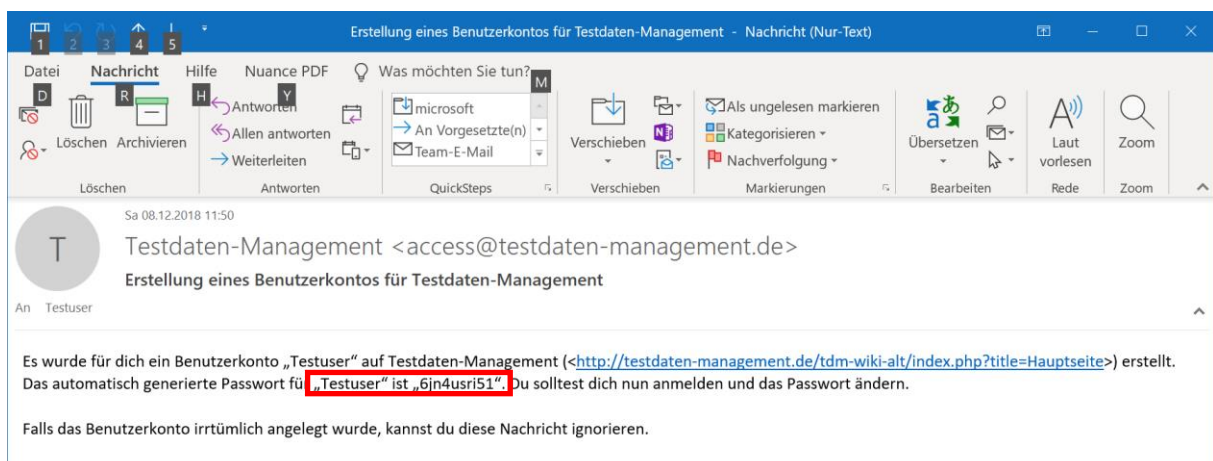 Erstellung eines Benutzerkontos für Testdaten-Management - Nachricht (Nur-Text)
1 2 3 4 5
Datei Nachricht Hilfe Nuance PDF Was möchten Sie tun?
D R H Y M
Löschen Archivieren
Antworten
Allen antworten
Weiterleiten
microsoft
An Vorgesetzte(n)
Team-E-Mail
Verschieben
Als ungelesen markieren
Kategorisieren
Nachverfolgung
Übersetzen
Laut
vorlesen
Zoom
Löschen Antworten QuickSteps Verschieben Markierungen Bearbeiten Rede Zoom
Sa 08.12.2018 11:50
T
Testdaten-Management <access@testdaten-management.de>
Erstellung eines Benutzerkontos für Testdaten-Management
An Testuser
Es wurde für dich ein Benutzerkonto „Testuser“ auf Testdaten-Management (<http://testdaten-management.de/tdm-wiki-alt/index.php?title=Hauptseite>) erstellt.
Das automatisch generierte Passwort für „Testuser“ ist „6jn4usri51“. Du solltest dich nun anmelden und das Passwort ändern.
Falls das Benutzerkonto irrtümlich angelegt wurde, kannst du diese Nachricht ignorieren.